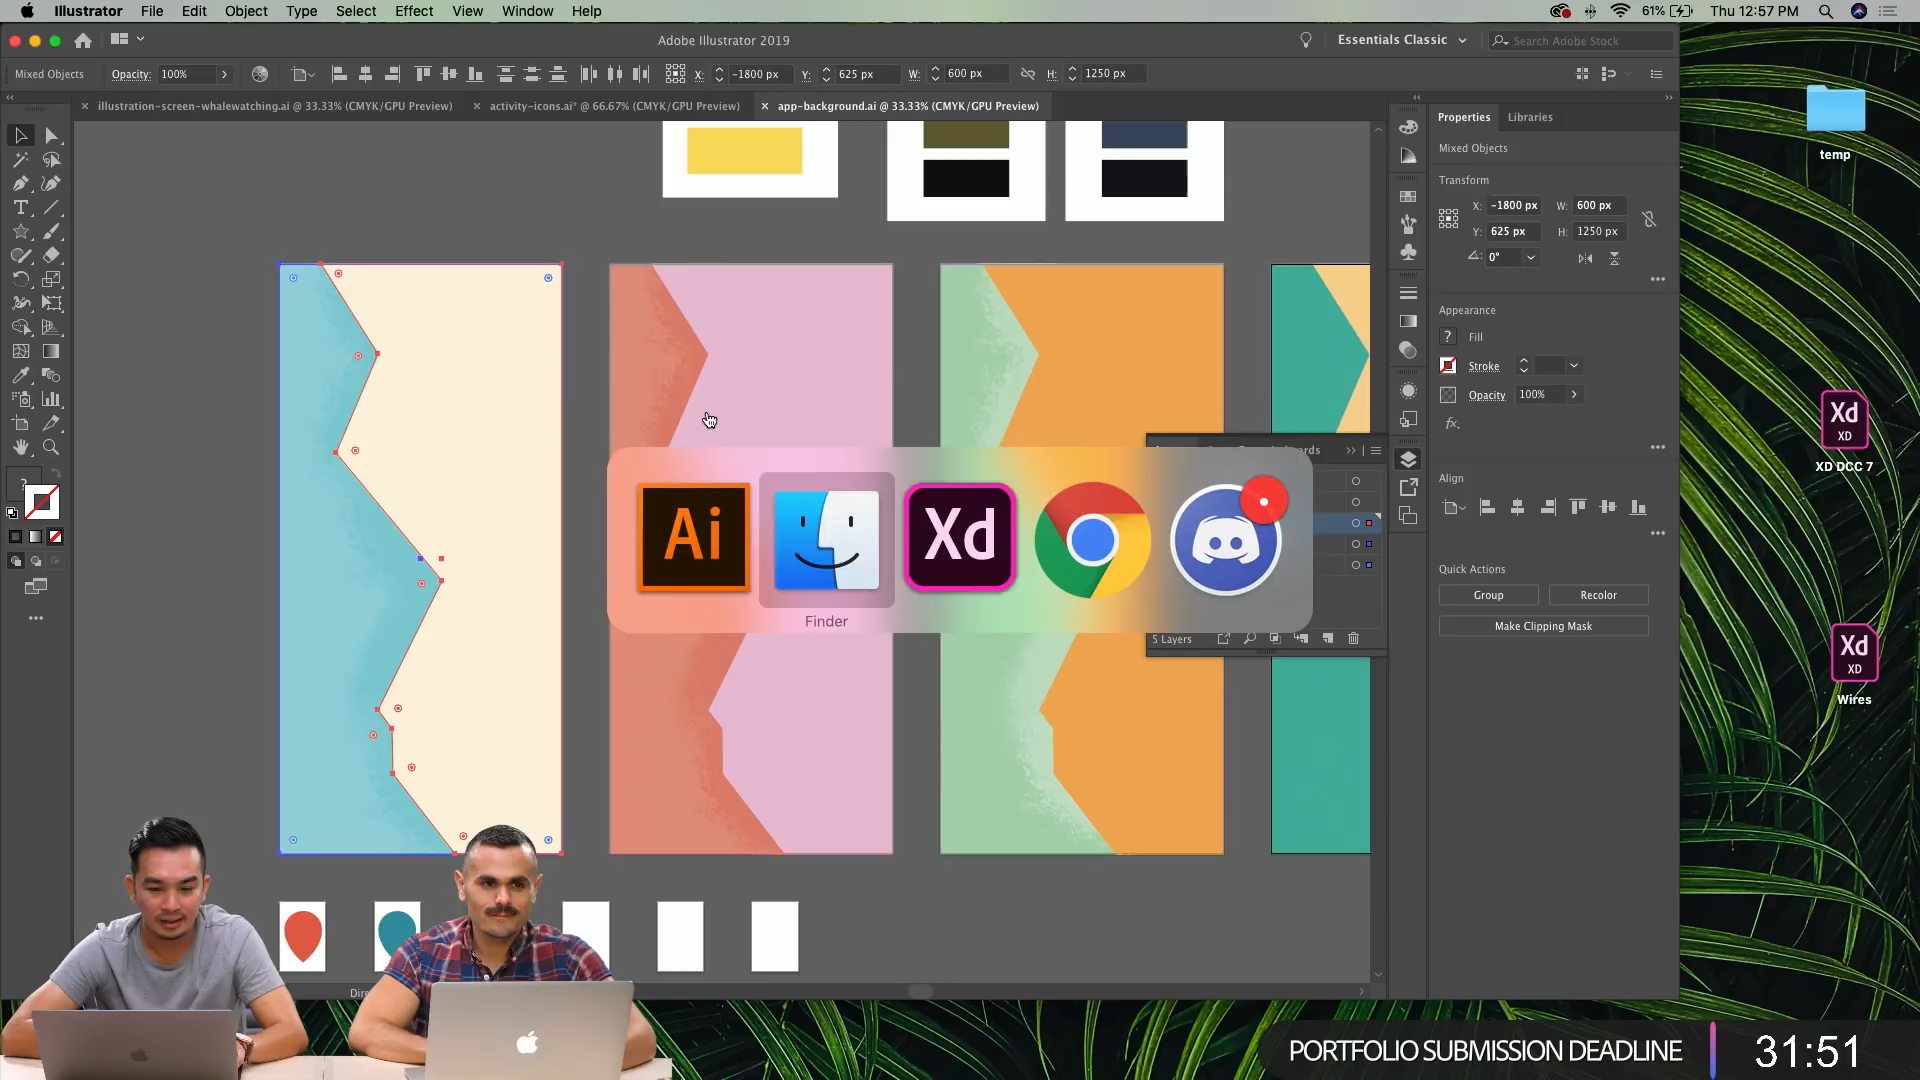 Illustrator File Edit Object Type Select Effect View Window Help
61% Thu 12:57 PM
Adobe Illustrator 2019
Essentials Classic
Search Adobe Stock
Mixed Objects Opacity: 100% X: -1800 px Y: 625 px W: 600 px H: 1250 px
× illustration-screen-whalewatching.ai @ 33.33% (CMYK/GPU Preview) × activity-icons.ai* @ 66.67% (CMYK/GPU Preview) × app-background.ai @ 33.33% (CMYK/GPU Preview)
Properties Libraries
Mixed Objects
Transform
X: -1800 px W: 600 px
Y: 625 px H: 1250 px
0°
Appearance
? Fill
Stroke
Opacity 100%
fx.
Align
Quick Actions
Group Recolor
Make Clipping Mask
5 Layers
Ai
Xd
Finder
temp
Xd
XD
XD DCC 7
Xd
XD
Wires
PORTFOLIO SUBMISSION DEADLINE 31:51